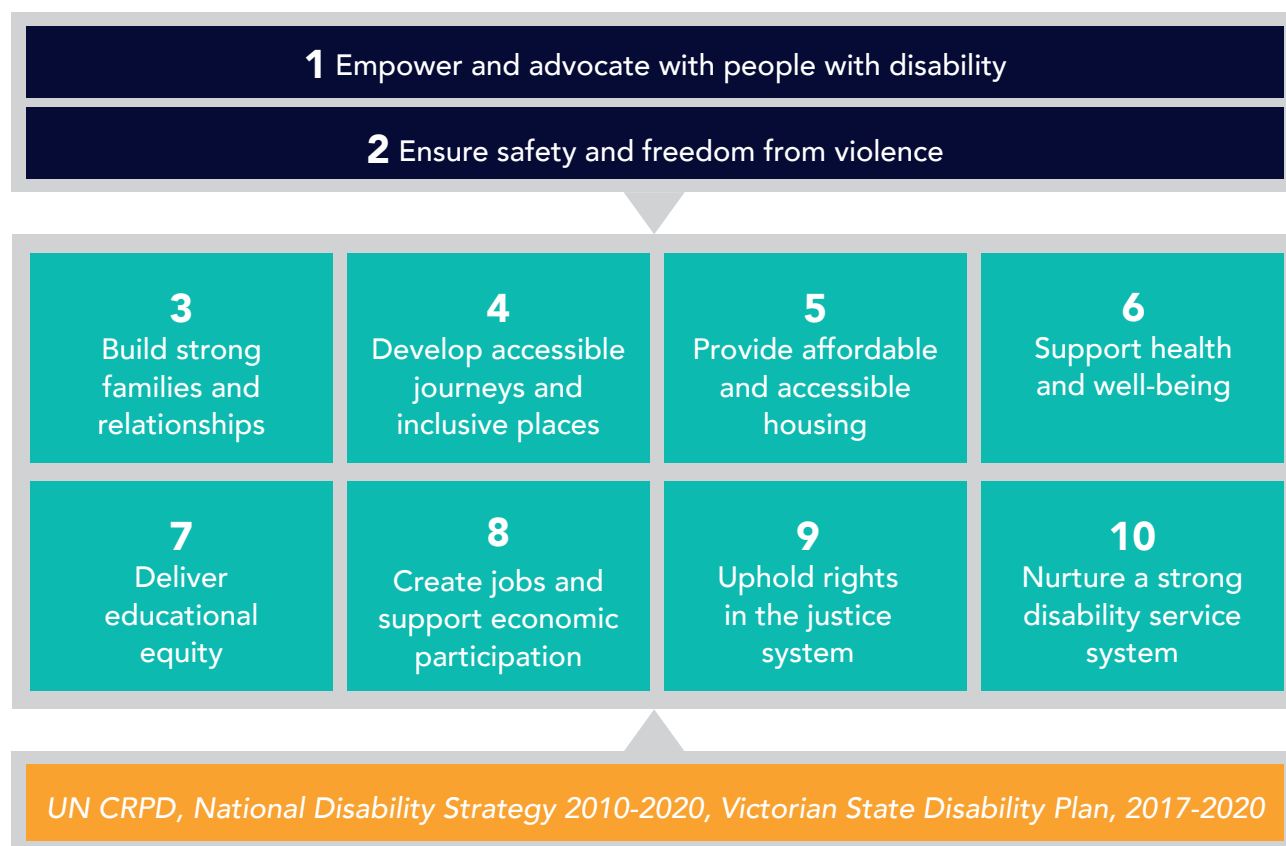 1 Empower and advocate with people with disability
2 Ensure safety and freedom from violence
3
Build strong
families and
relationships
4
Develop accessible
journeys and
inclusive places
5
Provide affordable
and accessible
housing
6
Support health
and well-being
7
Deliver
educational
equity
8
Create jobs and
support economic
participation
9
Uphold rights
in the justice
system
10
Nurture a strong
disability service
system
UN CRPD, National Disability Strategy 2010-2020, Victorian State Disability Plan, 2017-2020